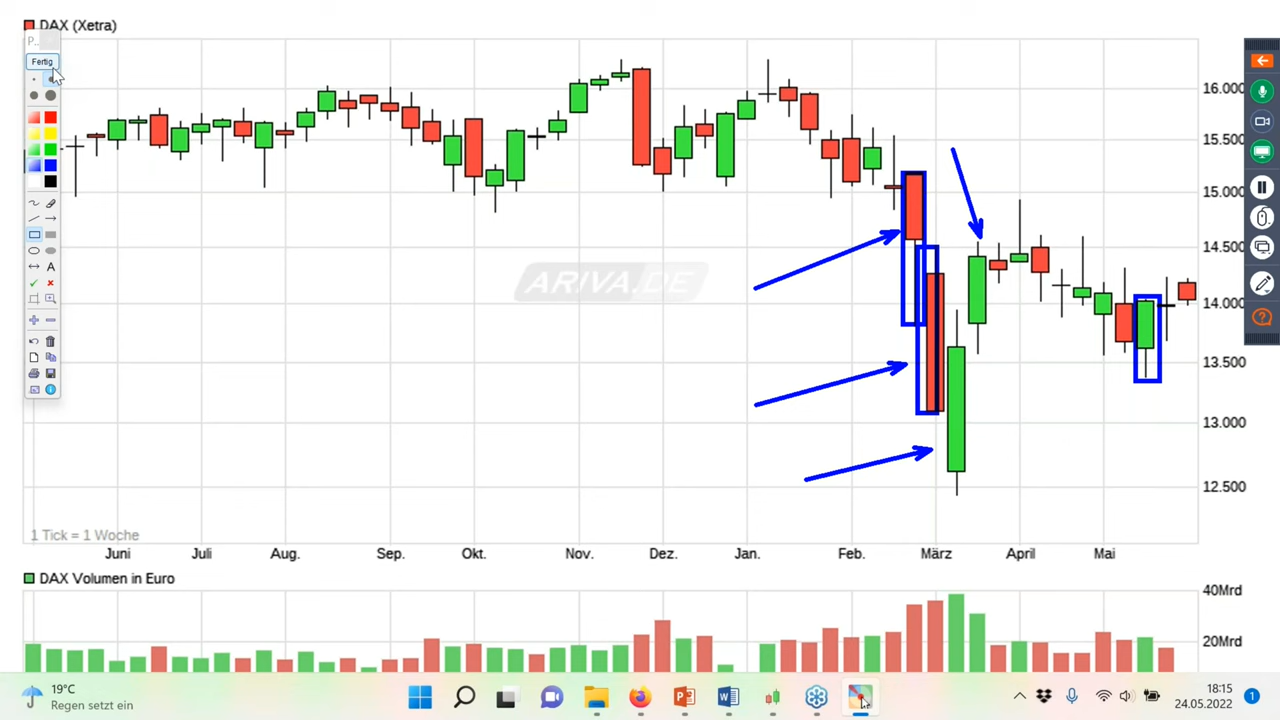 DAX (Xetra)
P...
Fertig
A
16.000
15.500
15.000
14.500
14.000
13.500
13.000
12.500
ARIVA.DE
1 Tick = 1 Woche
Juni Juli Aug. Sep. Okt. Nov. Dez. Jan. Feb. März April Mai
DAX Volumen in Euro
40Mrd
20Mrd
19°C
Regen setzt ein
18:15
24.05.2022
1